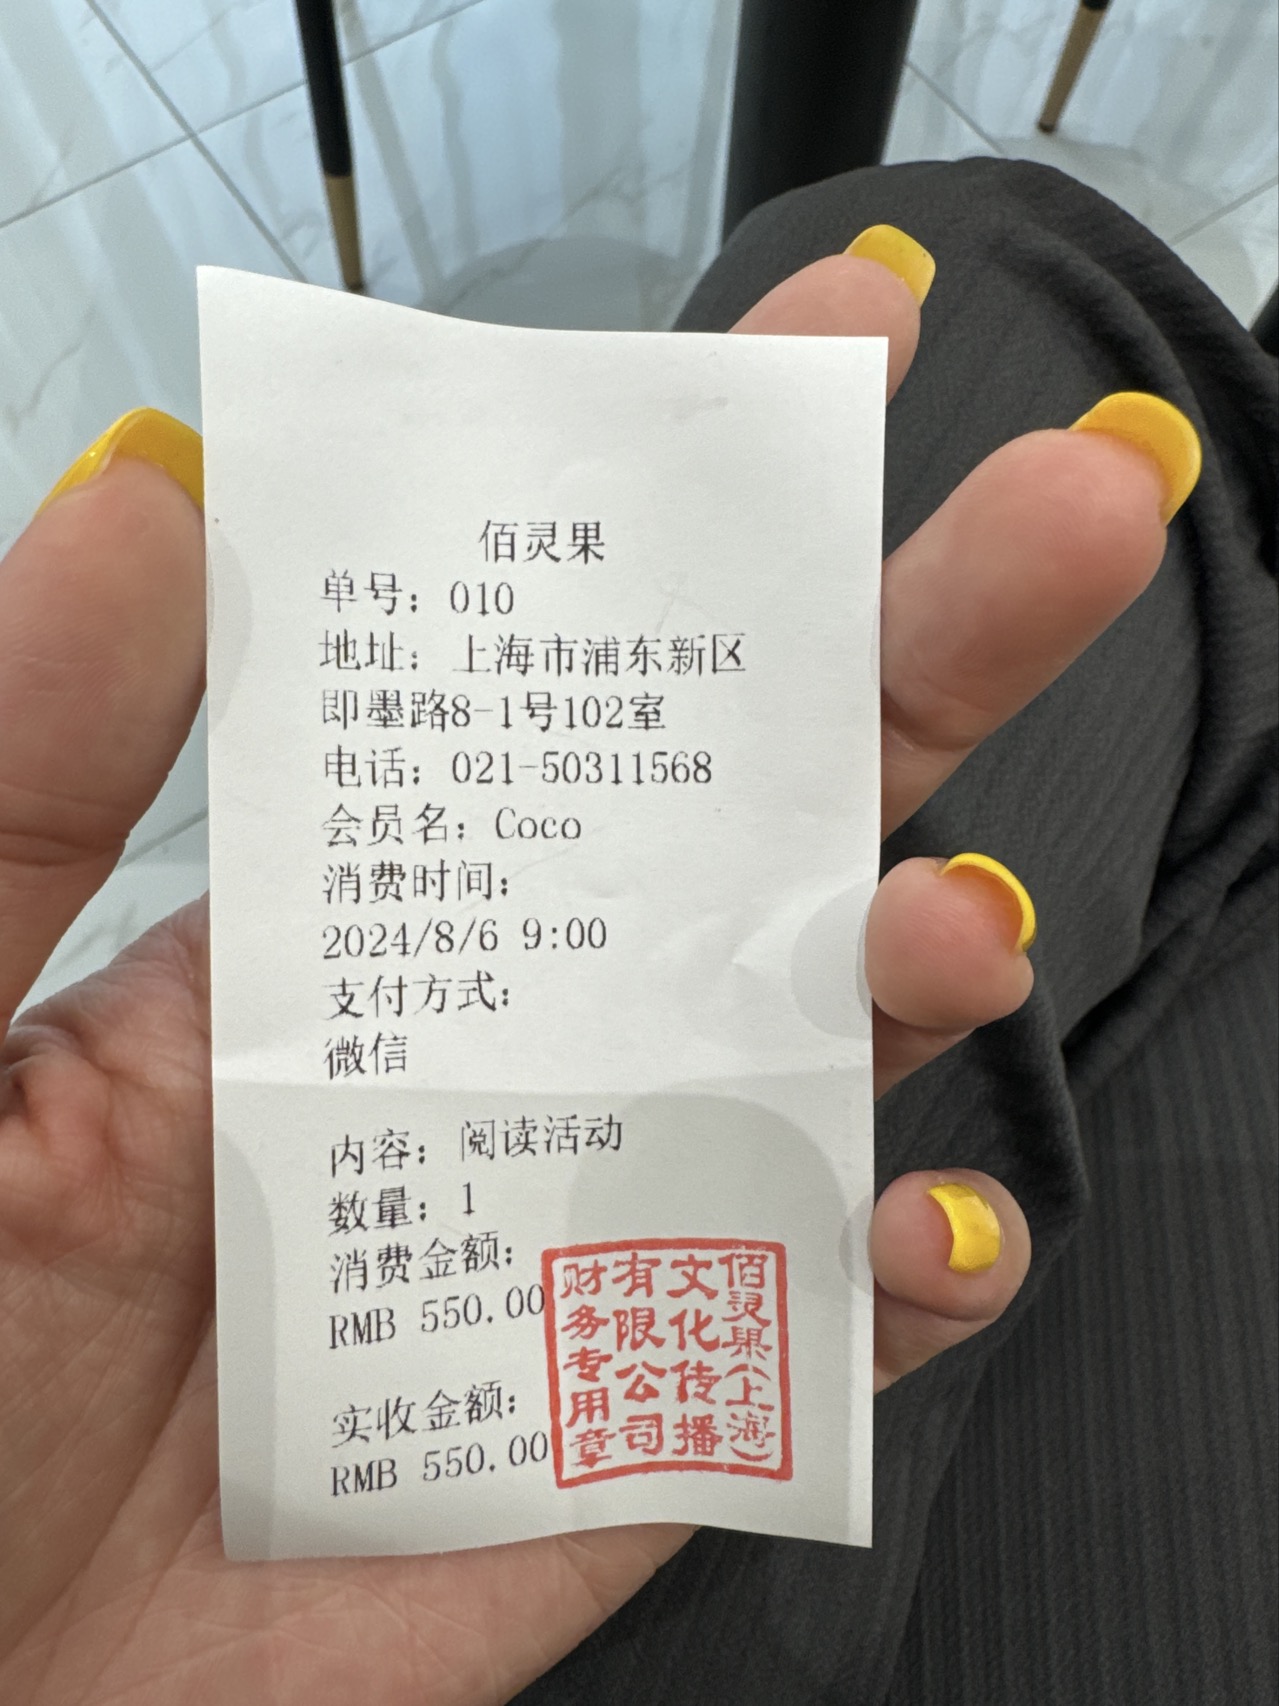 佰灵果
单号：010
地址：上海市浦东新区
即墨路8-1号102室
电话：021-50311568
会员名：Coco
消费时间：
2024/8/6 9:00
支付方式：
微信
内容：阅读活动
数量：1
消费金额：
RMB 550.00
实收金额：
RMB 550.00
佰灵果(上海)
文化传播
有限公司
财务专用章